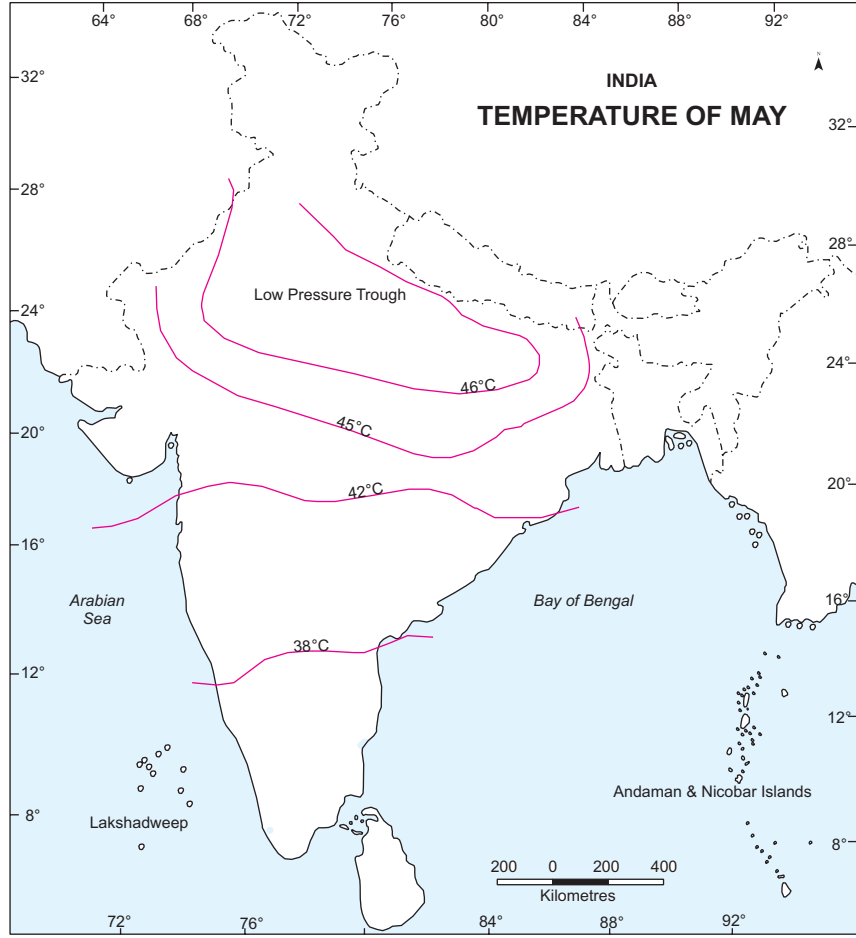 64° 68° 72° 76° 80° 84° 88° 92°
N
INDIA
TEMPERATURE OF MAY
32°
32°
28°
28°
Low Pressure Trough
24°
24°
46°C
45°C
20°
42°C
20°
16°
Arabian
Sea
Bay of Bengal
16°
38°C
12°
12°
Andaman & Nicobar Islands
8°
Lakshadweep
8°
200 0 200 400
Kilometres
72° 76° 84° 88° 92°